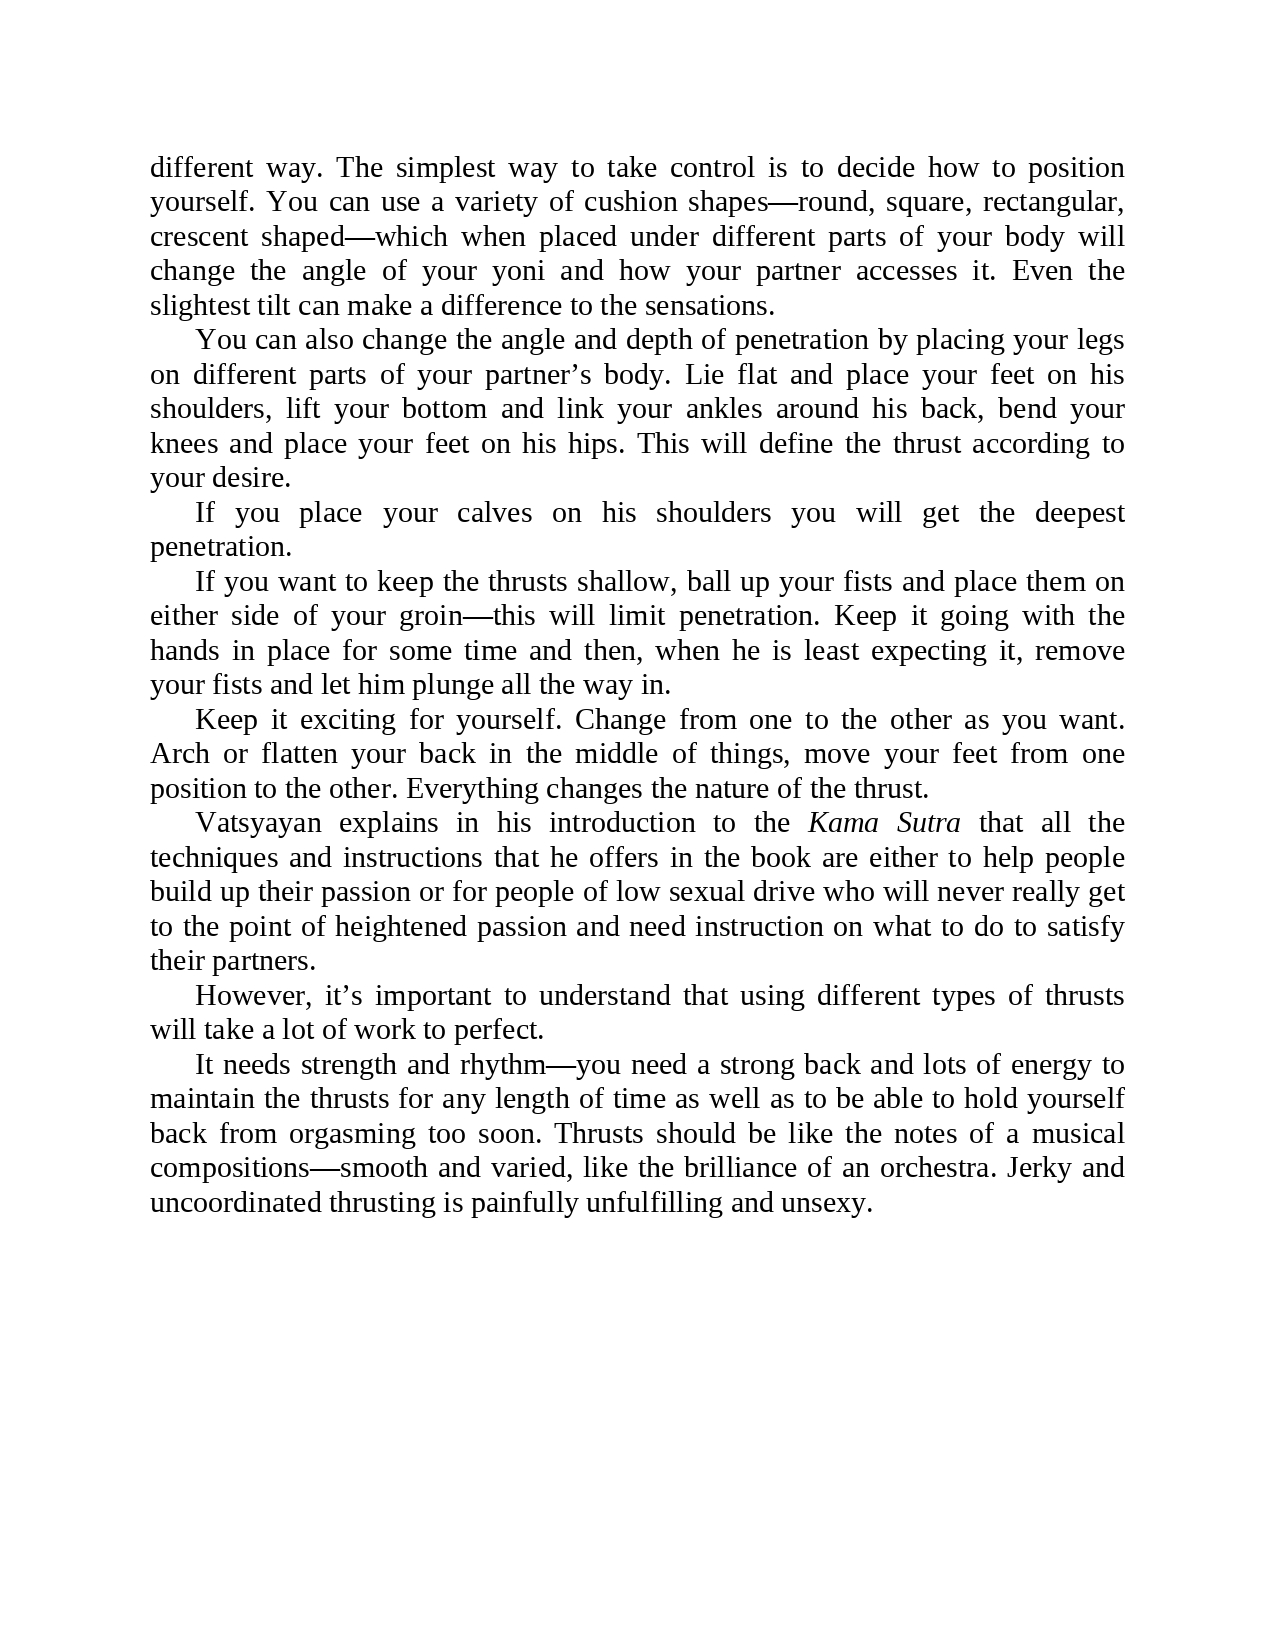 different way. The simplest way to take control is to decide how to position
yourself. You can use a variety of cushion shapes—round, square, rectangular,
crescent shaped—which when placed under different parts of your body will
change the angle of your yoni and how your partner accesses it. Even the
slightest tilt can make a difference to the sensations.
You can also change the angle and depth of penetration by placing your legs
on different parts of your partner’s body. Lie flat and place your feet on his
shoulders, lift your bottom and link your ankles around his back, bend your
knees and place your feet on his hips. This will define the thrust according to
your desire.
If you place your calves on his shoulders you will get the deepest
penetration.
If you want to keep the thrusts shallow, ball up your fists and place them on
either side of your groin—this will limit penetration. Keep it going with the
hands in place for some time and then, when he is least expecting it, remove
your fists and let him plunge all the way in.
Keep it exciting for yourself. Change from one to the other as you want.
Arch or flatten your back in the middle of things, move your feet from one
position to the other. Everything changes the nature of the thrust.
Vatsyayan explains in his introduction to the Kama Sutra that all the
techniques and instructions that he offers in the book are either to help people
build up their passion or for people of low sexual drive who will never really get
to the point of heightened passion and need instruction on what to do to satisfy
their partners.
However, it’s important to understand that using different types of thrusts
will take a lot of work to perfect.
It needs strength and rhythm—you need a strong back and lots of energy to
maintain the thrusts for any length of time as well as to be able to hold yourself
back from orgasming too soon. Thrusts should be like the notes of a musical
compositions—smooth and varied, like the brilliance of an orchestra. Jerky and
uncoordinated thrusting is painfully unfulfilling and unsexy.